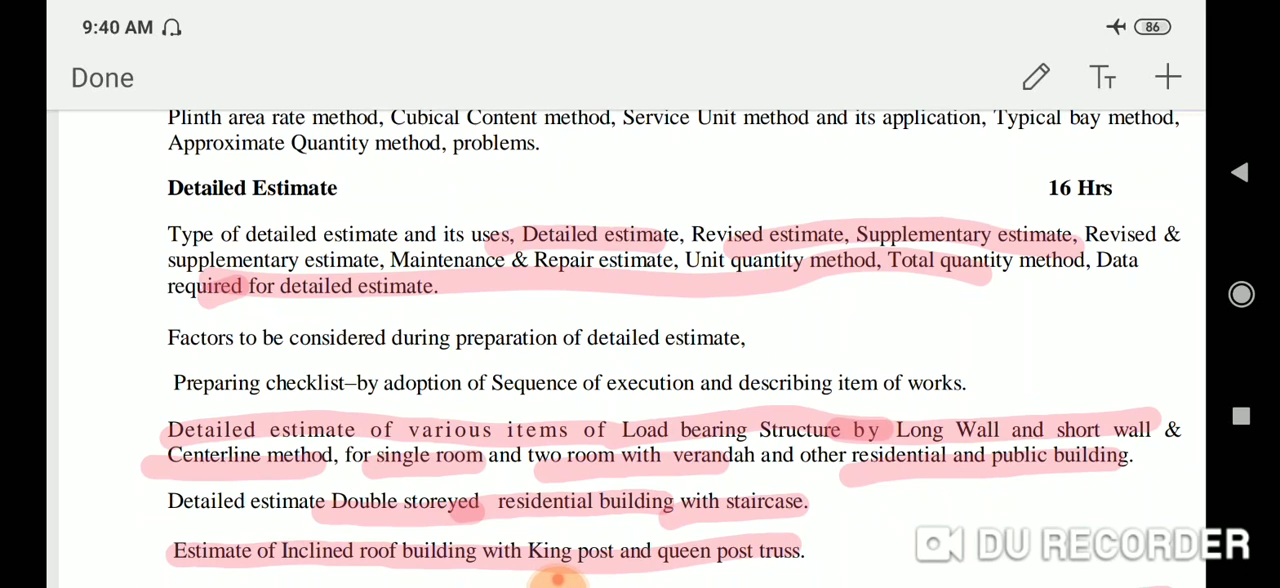 9:40 AM 86
Done TT
Plinth area rate method, Cubical Content method, Service Unit method and its application, Typical bay method,
Approximate Quantity method, problems.
Detailed Estimate 16 Hrs
Type of detailed estimate and its uses, Detailed estimate, Revised estimate, Supplementary estimate, Revised &
supplementary estimate, Maintenance & Repair estimate, Unit quantity method, Total quantity method, Data
required for detailed estimate.
Factors to be considered during preparation of detailed estimate,
Preparing checklist–by adoption of Sequence of execution and describing item of works.
Detailed estimate of various items of Load bearing Structure by Long Wall and short wall &
Centerline method, for single room and two room with verandah and other residential and public building.
Detailed estimate Double storeyed residential building with staircase.
Estimate of Inclined roof building with King post and queen post truss.
DU RECORDER